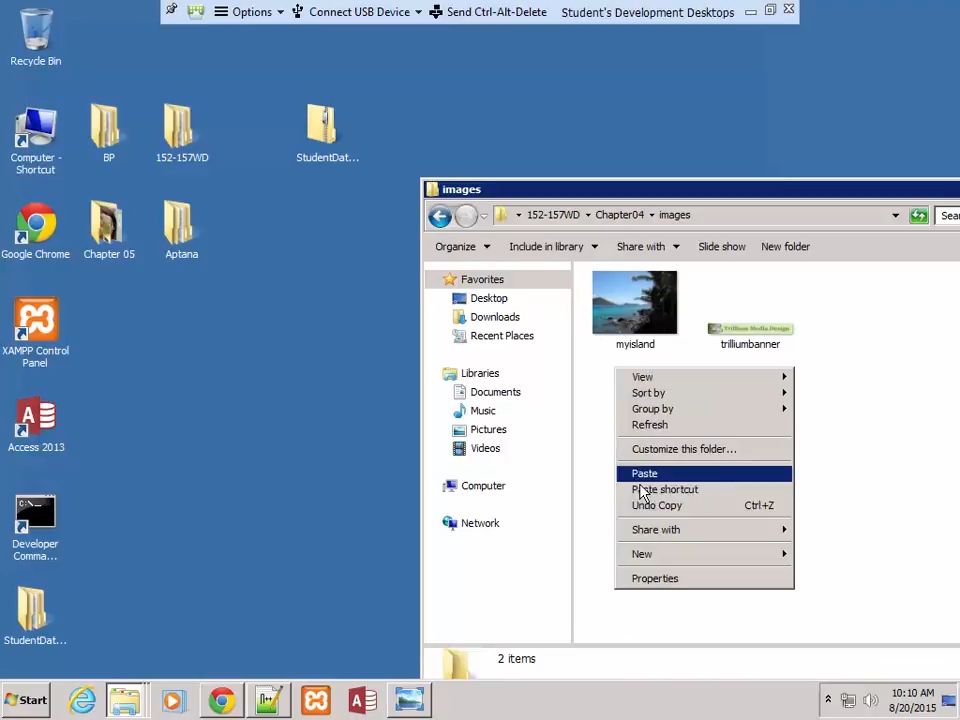 Options
Connect USB Device
Send Ctrl-Alt-Delete
Student's Development Desktops
Recycle Bin
Computer -
Shortcut
BP
152-157WD
StudentDat...
Google Chrome
Chapter 05
Aptana
XAMPP Control
Panel
Access 2013
C:\_
Developer
Comma...
StudentDat...
images
152-157WD
Chapter04
images
Sea
Organize
Include in library
Share with
Slide show
New folder
Favorites
Desktop
Downloads
Recent Places
Libraries
Documents
Music
Pictures
Videos
Computer
Network
Trillium Media Design
myisland
trilliumbanner
View
Sort by
Group by
Refresh
Customize this folder...
Paste
Paste shortcut
Undo Copy Ctrl+Z
Share with
New
Properties
2 items
Start
10:10 AM
8/20/2015